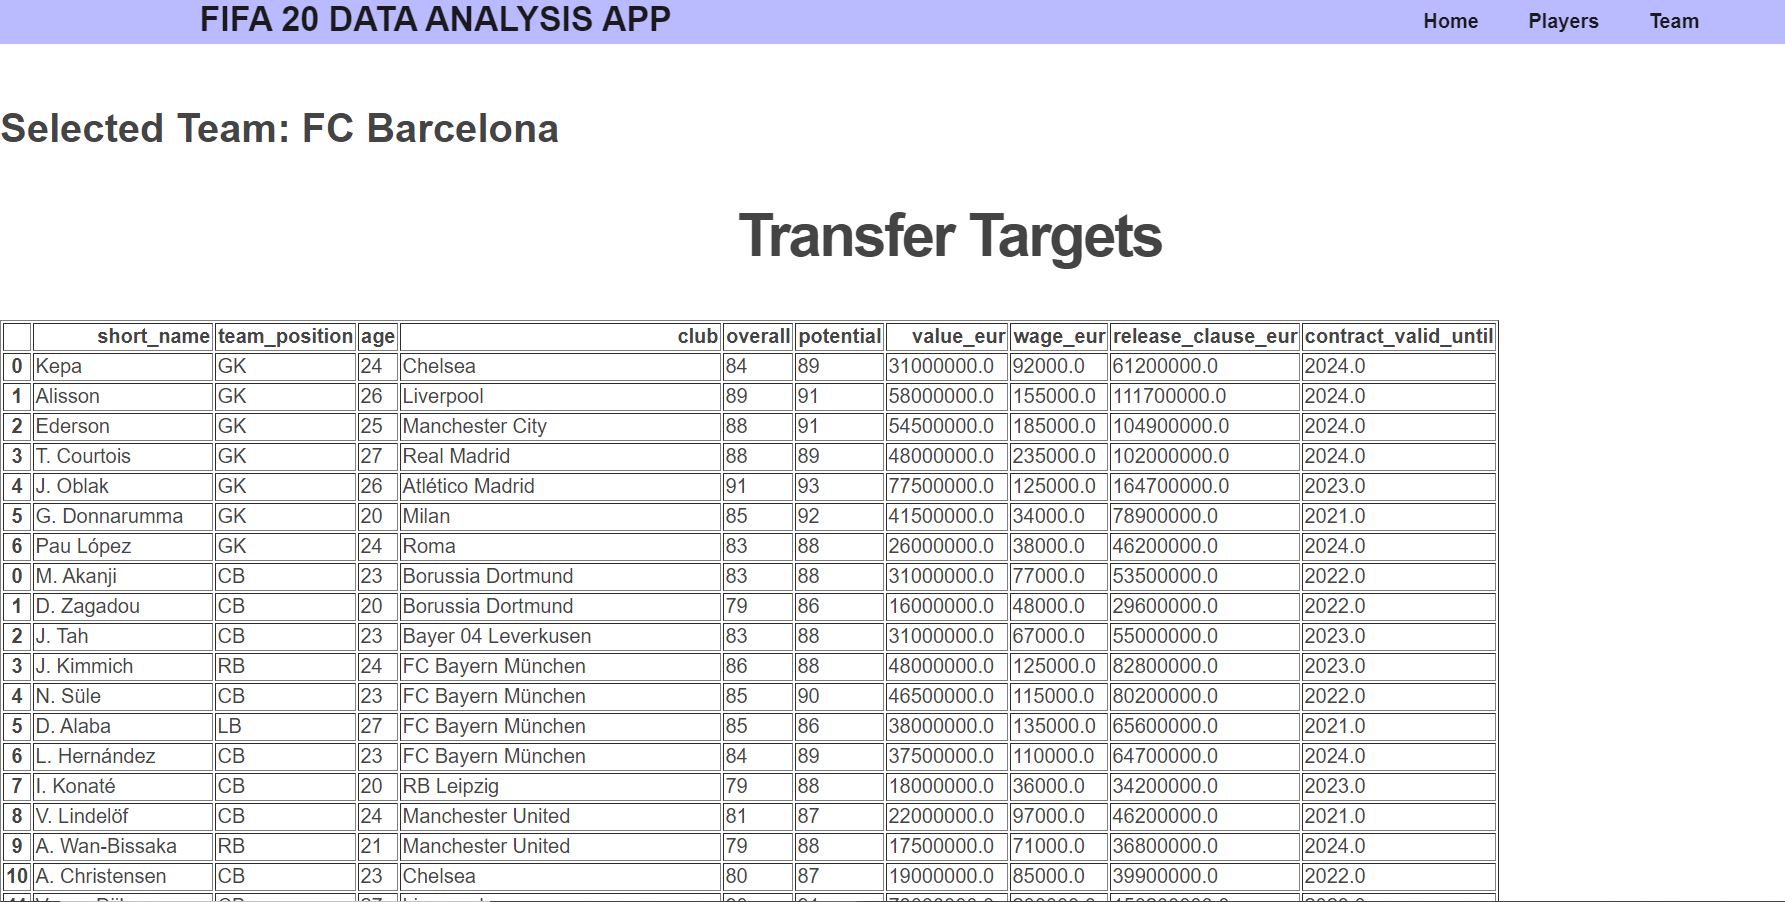 FIFA 20 DATA ANALYSIS APP Home Players Team
Selected Team: FC Barcelona
Transfer Targets
short_name team_position age club overall potential value_eur wage_eur release_clause_eur contract_valid_until
0 Kepa GK 24 Chelsea 84 89 31000000.0 92000.0 61200000.0 2024.0
1 Alisson GK 26 Liverpool 89 91 58000000.0 155000.0 111700000.0 2024.0
2 Ederson GK 25 Manchester City 88 91 54500000.0 185000.0 104900000.0 2024.0
3 T. Courtois GK 27 Real Madrid 88 89 48000000.0 235000.0 102000000.0 2024.0
4 J. Oblak GK 26 Atlético Madrid 91 93 77500000.0 125000.0 164700000.0 2023.0
5 G. Donnarumma GK 20 Milan 85 92 41500000.0 34000.0 78900000.0 2021.0
6 Pau López GK 24 Roma 83 88 26000000.0 38000.0 46200000.0 2024.0
0 M. Akanji CB 23 Borussia Dortmund 83 88 31000000.0 77000.0 53500000.0 2022.0
1 D. Zagadou CB 20 Borussia Dortmund 79 86 16000000.0 48000.0 29600000.0 2022.0
2 J. Tah CB 23 Bayer 04 Leverkusen 83 88 31000000.0 67000.0 55000000.0 2023.0
3 J. Kimmich RB 24 FC Bayern München 86 88 48000000.0 125000.0 82800000.0 2023.0
4 N. Süle CB 23 FC Bayern München 85 90 46500000.0 115000.0 80200000.0 2022.0
5 D. Alaba LB 27 FC Bayern München 85 86 38000000.0 135000.0 65600000.0 2021.0
6 L. Hernández CB 23 FC Bayern München 84 89 37500000.0 110000.0 64700000.0 2024.0
7 I. Konaté CB 20 RB Leipzig 79 88 18000000.0 36000.0 34200000.0 2023.0
8 V. Lindelöf CB 24 Manchester United 81 87 22000000.0 97000.0 46200000.0 2021.0
9 A. Wan-Bissaka RB 21 Manchester United 79 88 17500000.0 71000.0 36800000.0 2024.0
10 A. Christensen CB 23 Chelsea 80 87 19000000.0 85000.0 39900000.0 2022.0